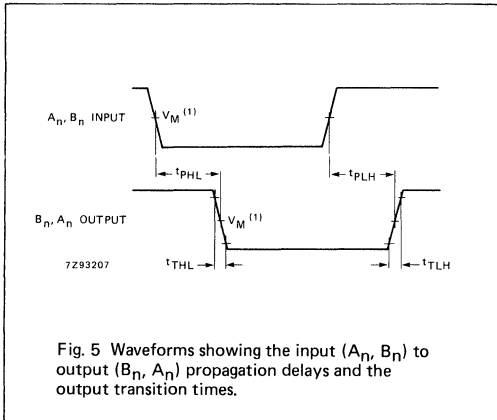 An, Bn INPUT
VM (1)
tPHL
tPLH
Bn, An OUTPUT
VM (1)
7Z93207
tTHL
tTLH
Fig. 5 Waveforms showing the input (An, Bn) to
output (Bn, An) propagation delays and the
output transition times.